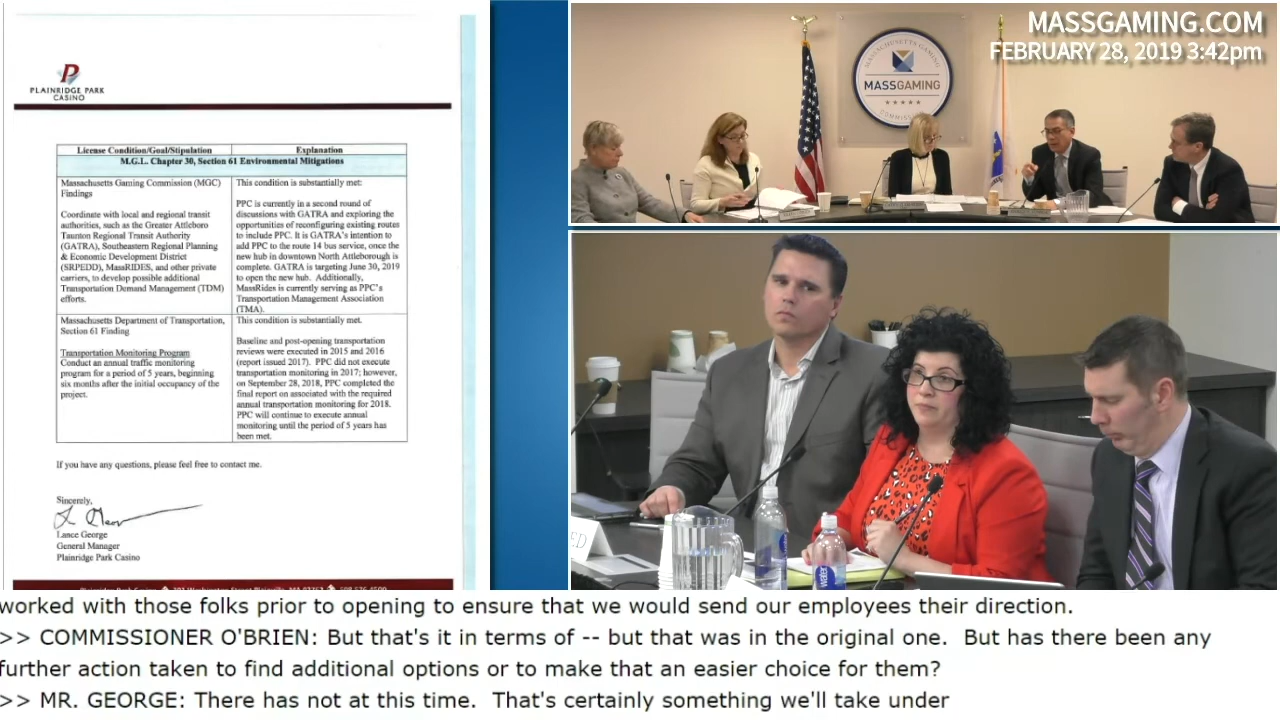 PLAINRIDGE PARK
CASINO
License Condition/Goal/Stipulation
Explanation
M.G.L. Chapter 30, Section 61 Environmental Mitigations
Massachusetts Gaming Commission (MGC)
Findings
Coordinate with local and regional transit
authorities, such as the Greater Attleboro
Taunton Regional Transit Authority
(GATRA), Southeastern Regional Planning
& Economic Development District
(SRPEDD), MassRIDES, and other private
carriers, to develop possible additional
Transportation Demand Management (TDM)
efforts.
This condition is substantially met:
PPC is currently in a second round of
discussions with GATRA and exploring the
opportunities of reconfiguring existing routes
to include PPC. It is GATRA's intention to
add PPC to the route 14 bus service, once the
new hub in downtown North Attleborough is
complete. GATRA is targeting June 30, 2019
to open the new hub. Additionally,
MassRides is currently serving as PPC's
Transportation Management Association
(TMA).
Massachusetts Department of Transportation,
Section 61 Finding
Transportation Monitoring Program
Conduct an annual traffic monitoring
program for a period of 5 years, beginning
six months after the initial occupancy of the
project.
This condition is substantially met.
Baseline and post-opening transportation
reviews were executed in 2015 and 2016
(report issued 2017). PPC did not execute
transportation monitoring in 2017; however,
on September 28, 2018, PPC completed the
final report on associated with the required
annual transportation monitoring for 2018.
PPC will continue to execute annual
monitoring until the period of 5 years has
been met.
If you have any questions, please feel free to contact me.
Sincerely,
Lance George
General Manager
Plainridge Park Casino
MASSGAMING.COM
FEBRUARY 28, 2019 3:42pm
MASSACHUSETTS GAMING
MASSGAMING
COMMISSION
ED
water
worked with those folks prior to opening to ensure that we would send our employees their direction.
>> COMMISSIONER O'BRIEN: But that's it in terms of -- but that was in the original one. But has there been any
further action taken to find additional options or to make that an easier choice for them?
>> MR. GEORGE: There has not at this time. That's certainly something we'll take under